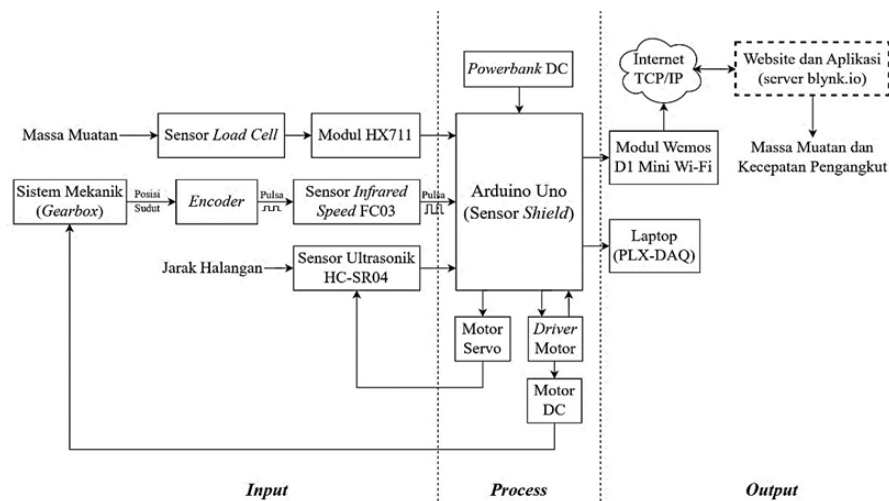 Powerbank DC
Internet
TCP/IP
Website dan Aplikasi
(server blynk.io)
Massa Muatan
Sensor Load Cell
Modul HX711
Modul Wemos
D1 Mini Wi-Fi
Massa Muatan dan
Kecepatan Pengangkut
Sistem Mekanik
(Gearbox)
Posisi
Sudut
Encoder
Pulsa
Sensor Infrared
Speed FC03
Pulsa
Arduino Uno
(Sensor Shield)
Laptop
(PLX-DAQ)
Jarak Halangan
Sensor Ultrasonik
HC-SR04
Motor
Servo
Driver
Motor
Motor
DC
Input
Process
Output